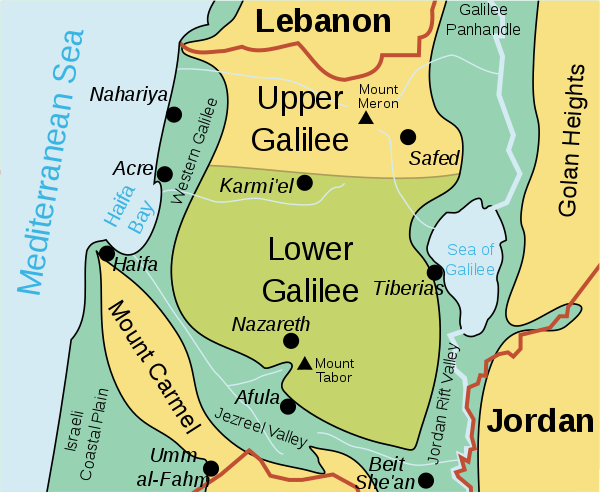 Lebanon
Galilee
Panhandle
Mediterranean Sea
Nahariya
Upper
Galilee
Mount
Meron
Golan Heights
Western Galilee
Safed
Acre
Karmi'el
Haifa
Bay
Lower
Galilee
Sea of
Galilee
Haifa
Tiberias
Nazareth
Mount
Tabor
Mount Carmel
Jordan Rift Valley
Afula
Jezreel Valley
Jordan
Israeli
Coastal Plain
Umm
al-Fahm
Beit
She'an